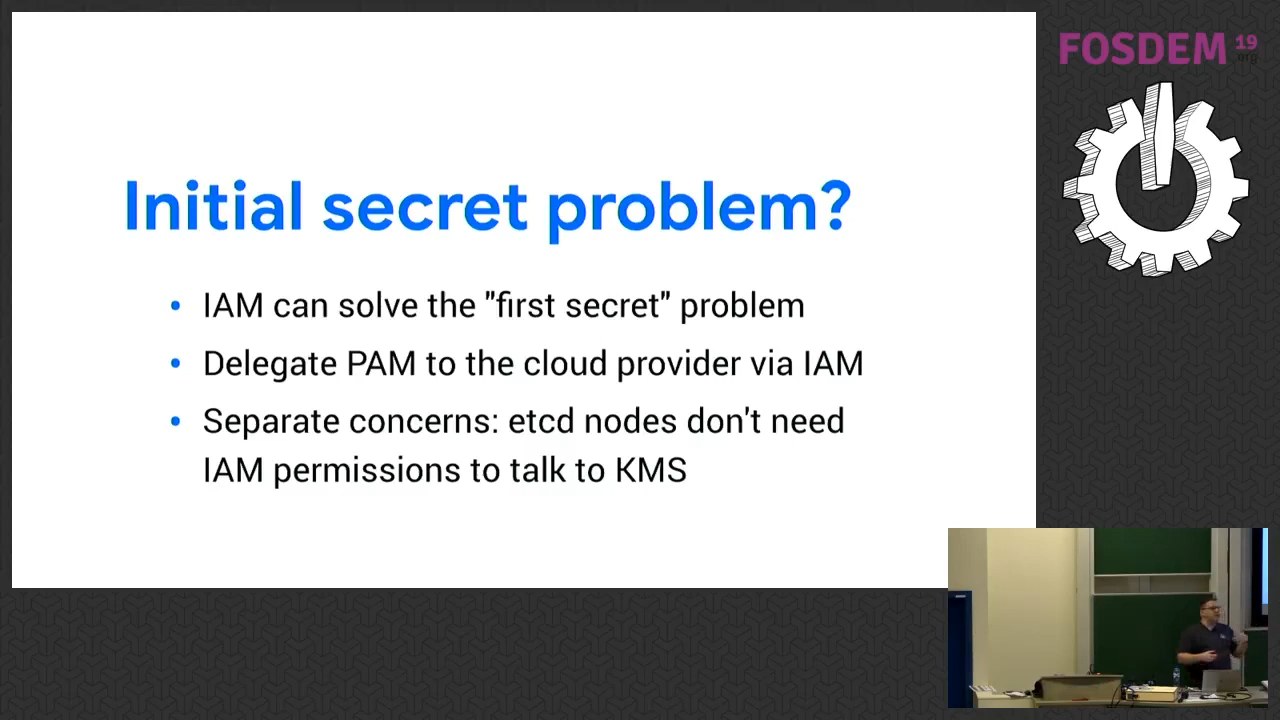 FOSDEM 19
.org
Initial secret problem?
• IAM can solve the "first secret" problem
• Delegate PAM to the cloud provider via IAM
• Separate concerns: etcd nodes don't need
IAM permissions to talk to KMS